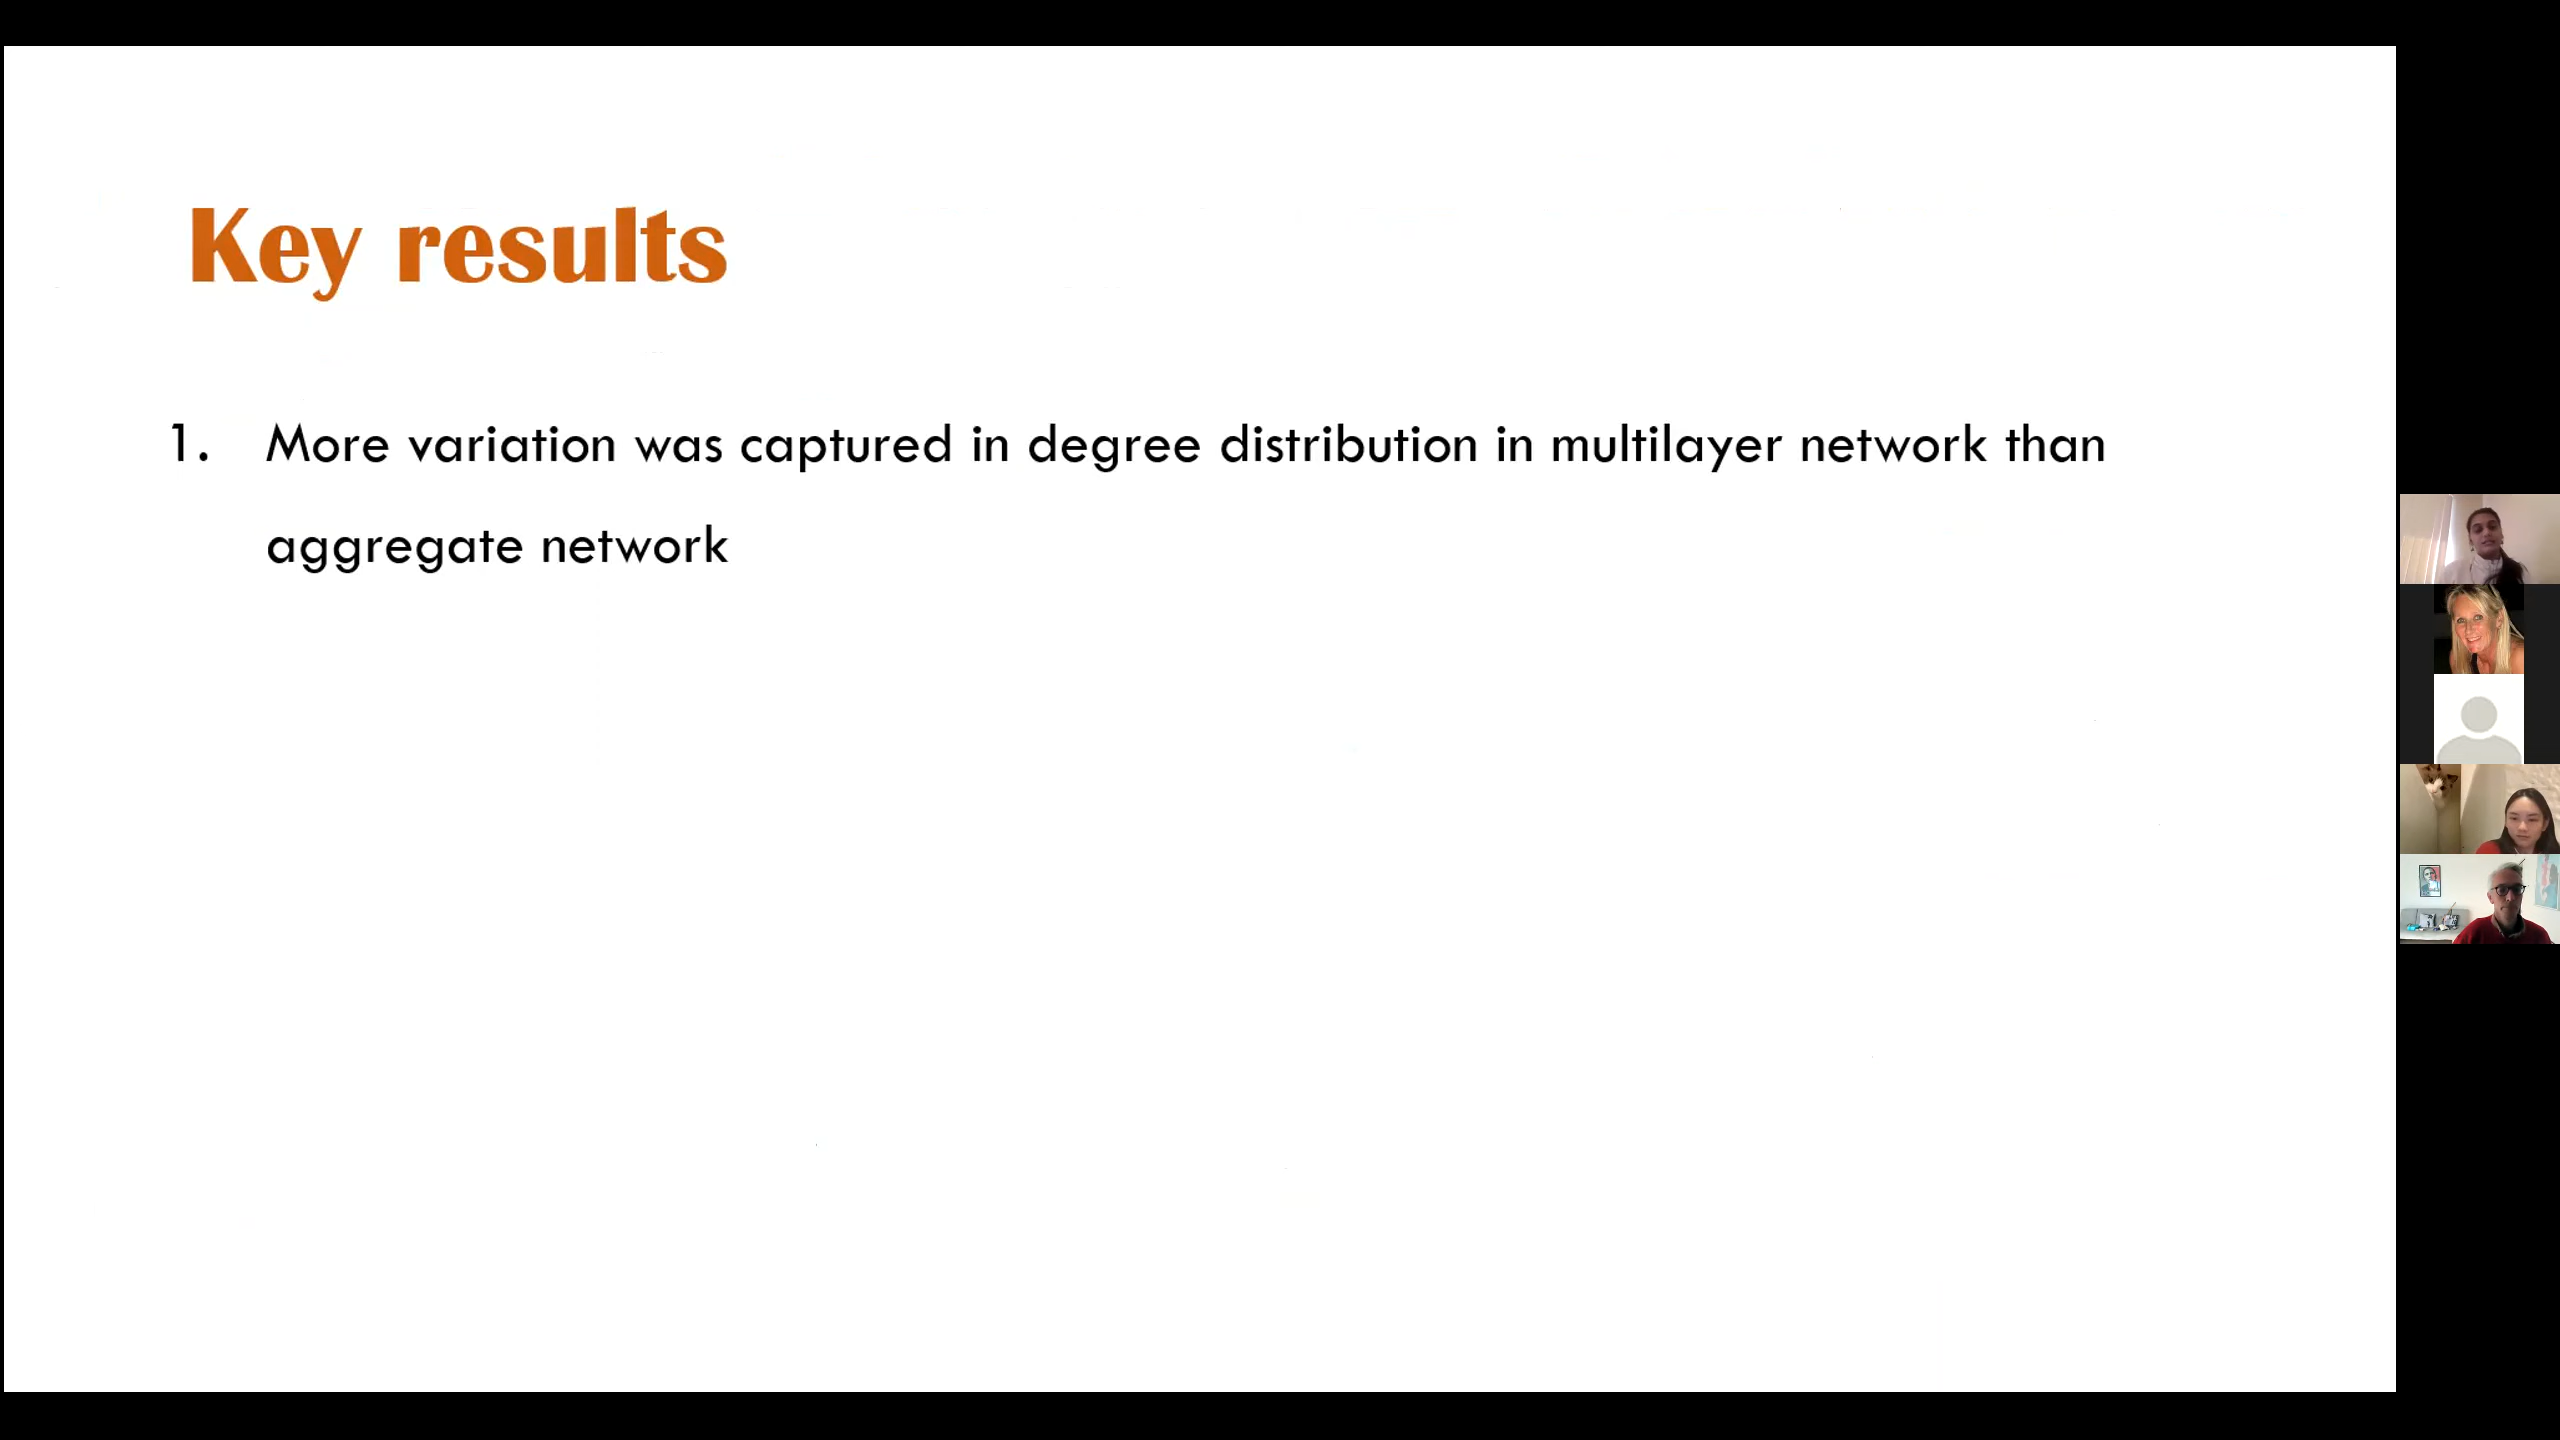 Key results
1. More variation was captured in degree distribution in multilayer network than
aggregate network